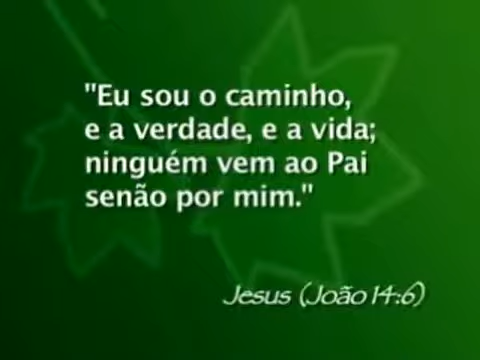 "Eu sou o caminho,
e a verdade, e a vida;
ninguém vem ao Pai
senão por mim."
Jesus (João 14:6)